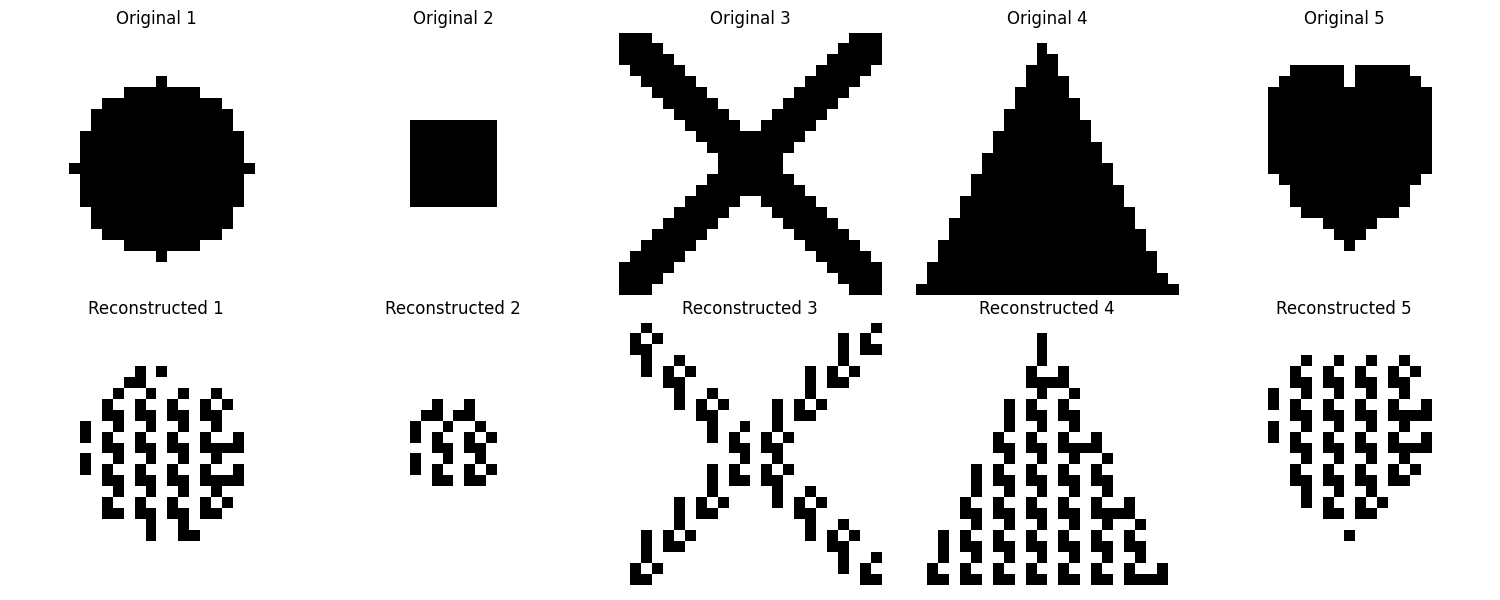 Original 1
Original 2
Original 3
Original 4
Original 5
Reconstructed 1
Reconstructed 2
Reconstructed 3
Reconstructed 4
Reconstructed 5